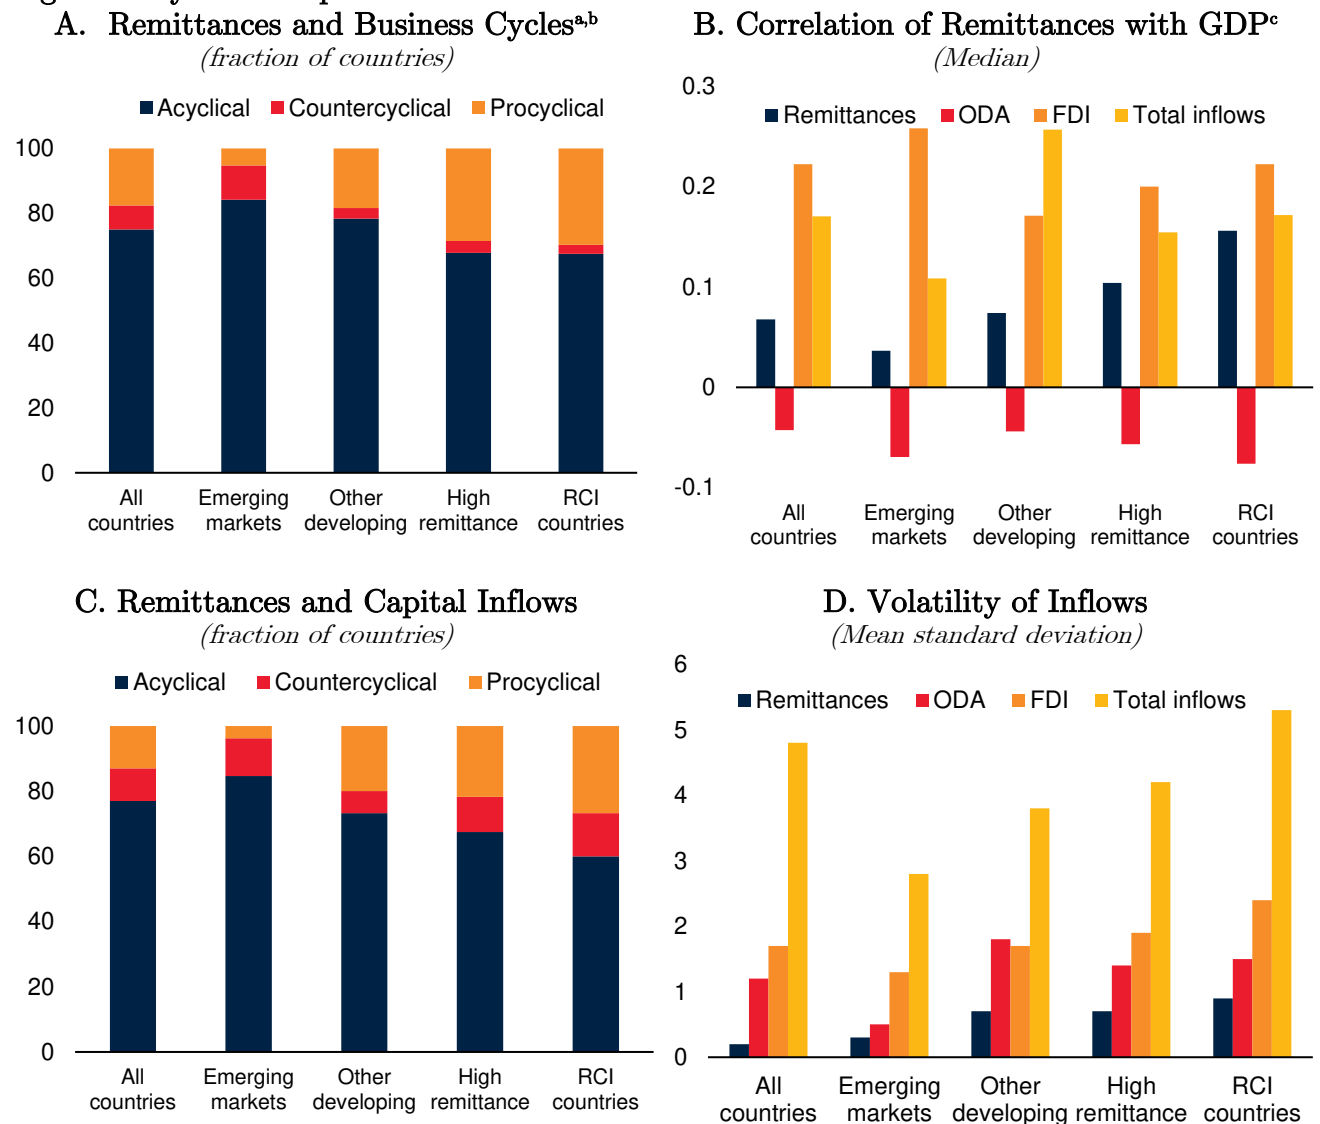 A. Remittances and Business Cyclesa,b
(fraction of countries)
Acyclical Countercyclical Procyclical
100
80
60
40
20
0
All countries
Emerging markets
Other developing
High remittance
RCI countries
B. Correlation of Remittances with GDPc
(Median)
0.3
Remittances ODA FDI Total inflows
0.2
0.1
0
-0.1
All countries
Emerging markets
Other developing
High remittance
RCI countries
C. Remittances and Capital Inflows
(fraction of countries)
Acyclical Countercyclical Procyclical
100
80
60
40
20
0
All countries
Emerging markets
Other developing
High remittance
RCI countries
D. Volatility of Inflows
(Mean standard deviation)
6
Remittances ODA FDI Total inflows
5
4
3
2
1
0
All countries
Emerging markets
Other developing
High remittance
RCI countries